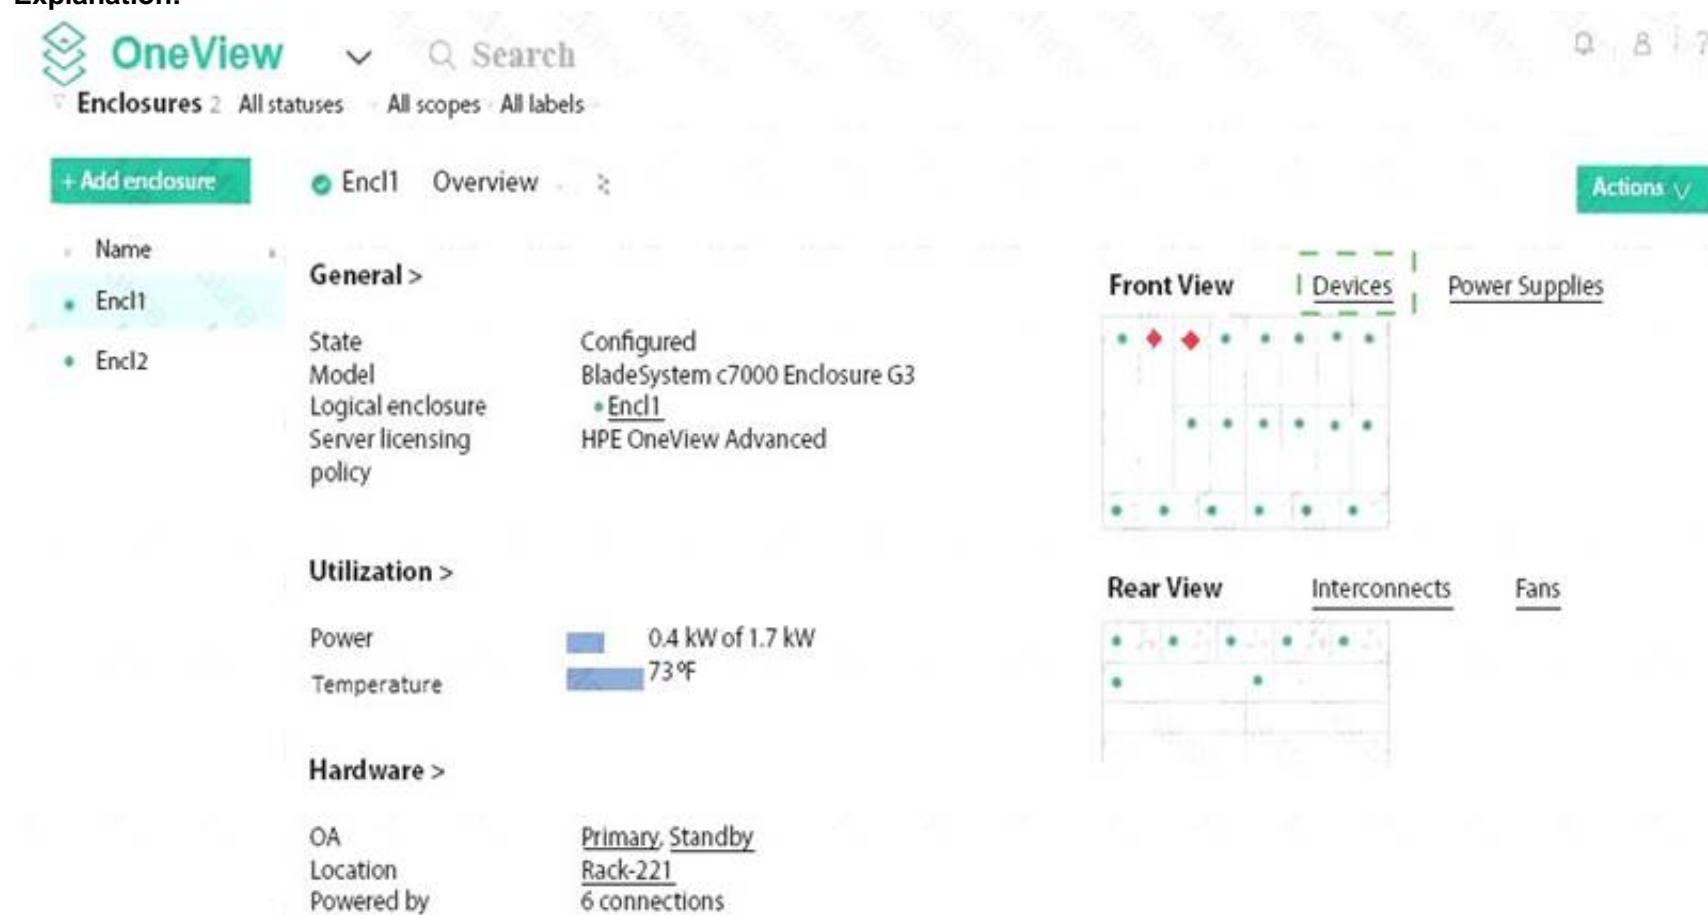 Explanation:
OneView Search ?
Enclosures 2 All statuses All scopes All labels
+ Add enclosure Encl1 Overview Actions
Name
Encl1
Encl2
General >
State Configured
Model BladeSystem c7000 Enclosure G3
Logical enclosure Encl1
Server licensing HPE OneView Advanced
policy
Utilization >
Power 0.4 kW of 1.7 kW
Temperature 73ºF
Hardware >
OA Primary, Standby
Location Rack-221
Powered by 6 connections
Front View Devices Power Supplies
Rear View Interconnects Fans